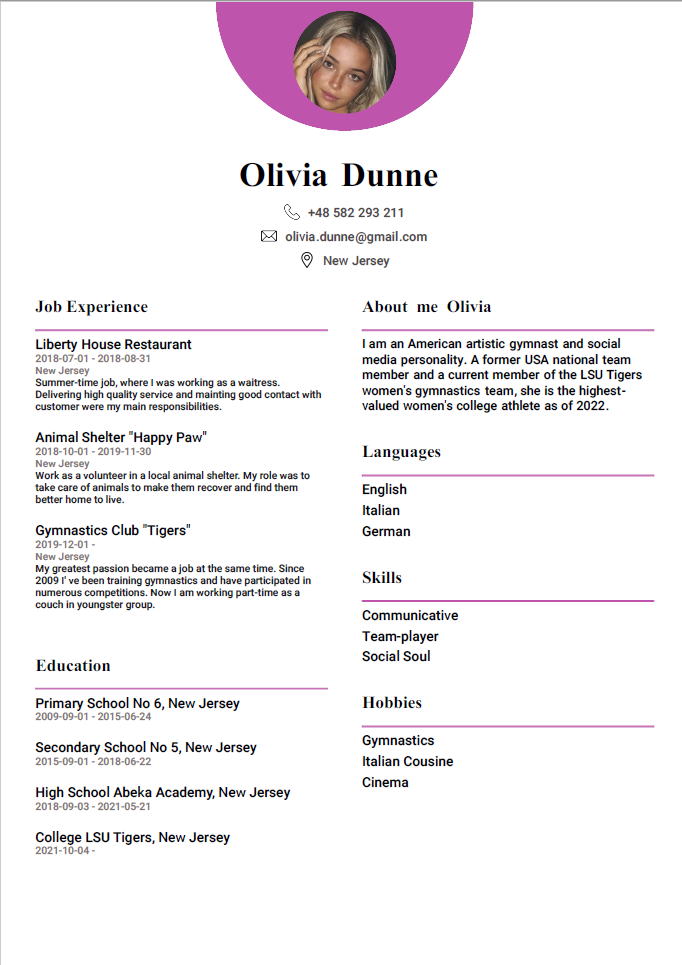 Olivia Dunne
+48 582 293 211
olivia.dunne@gmail.com
New Jersey
Job Experience
Liberty House Restaurant
2018-07-01 - 2018-08-31
New Jersey
Summer-time job, where I was working as a waitress.
Delivering high quality service and mainting good contact with
customer were my main responsibilities.
Animal Shelter "Happy Paw"
2018-10-01 - 2019-11-30
New Jersey
Work as a volunteer in a local animal shelter. My role was to
take care of animals to make them recover and find them
better home to live.
Gymnastics Club "Tigers"
2019-12-01 -
New Jersey
My greatest passion became a job at the same time. Since
2009 I' ve been training gymnastics and have participated in
numerous competitions. Now I am working part-time as a
couch in youngster group.
Education
Primary School No 6, New Jersey
2009-09-01 - 2015-06-24
Secondary School No 5, New Jersey
2015-09-01 - 2018-06-22
High School Abeka Academy, New Jersey
2018-09-03 - 2021-05-21
College LSU Tigers, New Jersey
2021-10-04 -
About me Olivia
I am an American artistic gymnast and social
media personality. A former USA national team
member and a current member of the LSU Tigers
women's gymnastics team, she is the highest-
valued women's college athlete as of 2022.
Languages
English
Italian
German
Skills
Communicative
Team-player
Social Soul
Hobbies
Gymnastics
Italian Cousine
Cinema